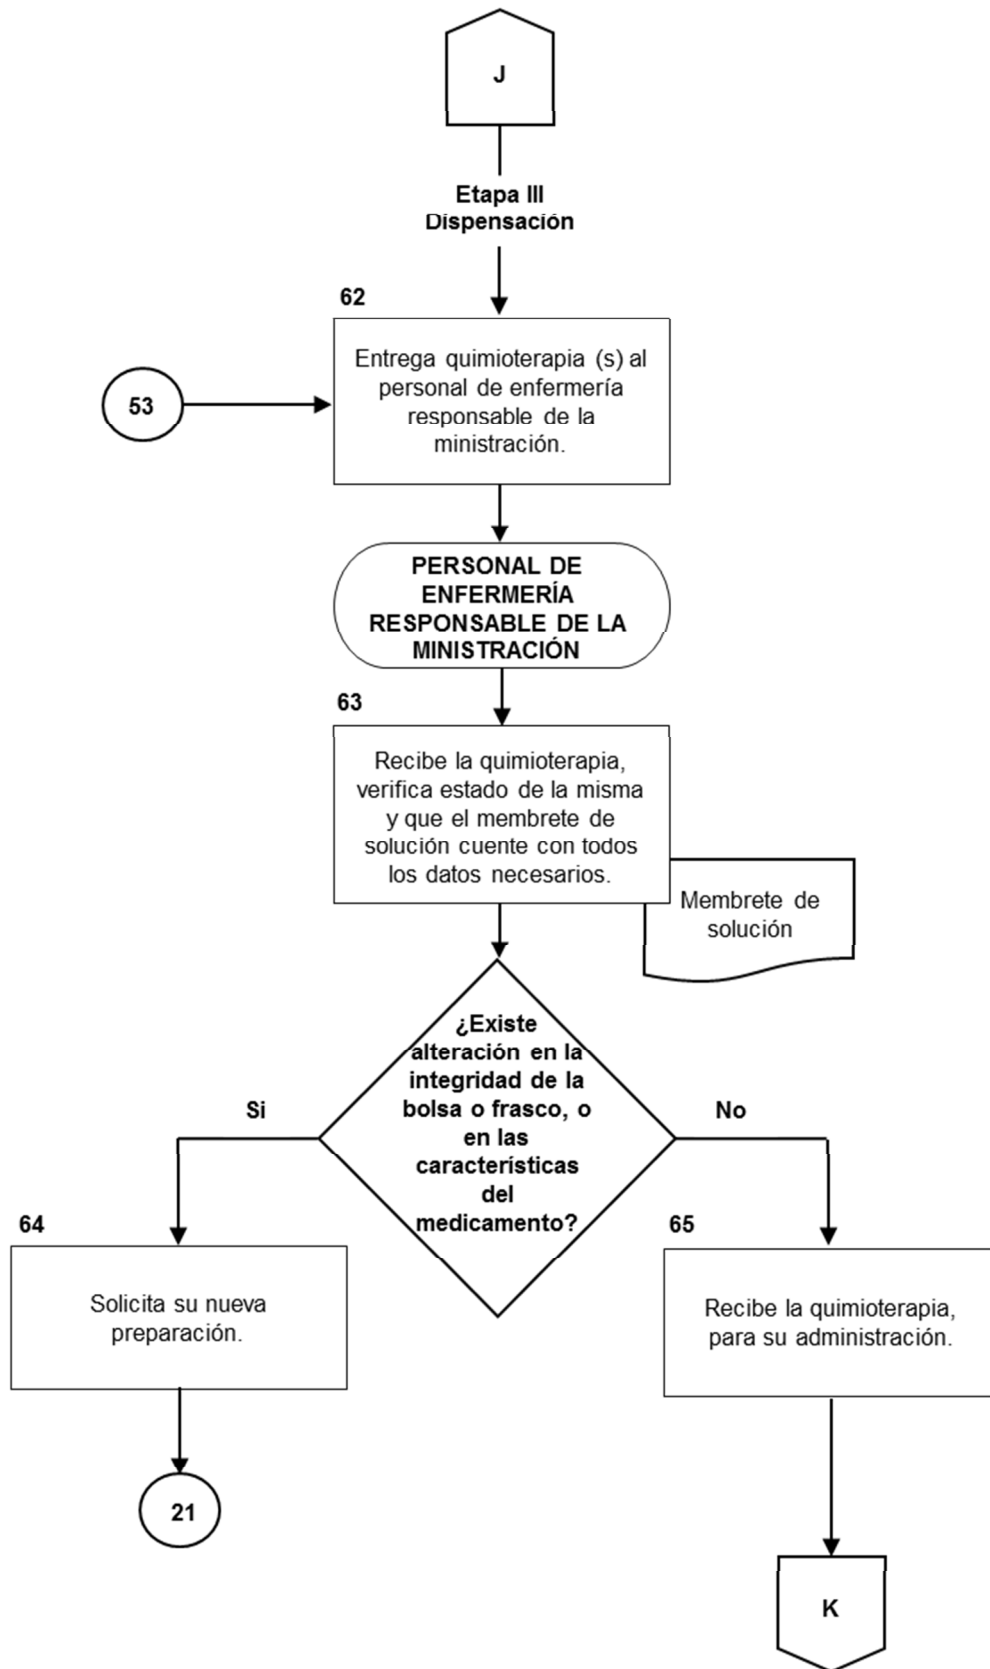 J
Etapa III
Dispensación
62
Entrega quimioterapia (s) al
personal de enfermería
responsable de la
ministración.
53
PERSONAL DE
ENFERMERÍA
RESPONSABLE DE LA
MINISTRACIÓN
63
Recibe la quimioterapia,
verifica estado de la misma
y que el membrete de
solución cuente con todos
los datos necesarios.
Membrete de
solución
¿Existe
alteración en la
integridad de la
bolsa o frasco, o
en las
características
del
medicamento?
Si
No
64
Solicita su nueva
preparación.
65
Recibe la quimioterapia,
para su administración.
21
K